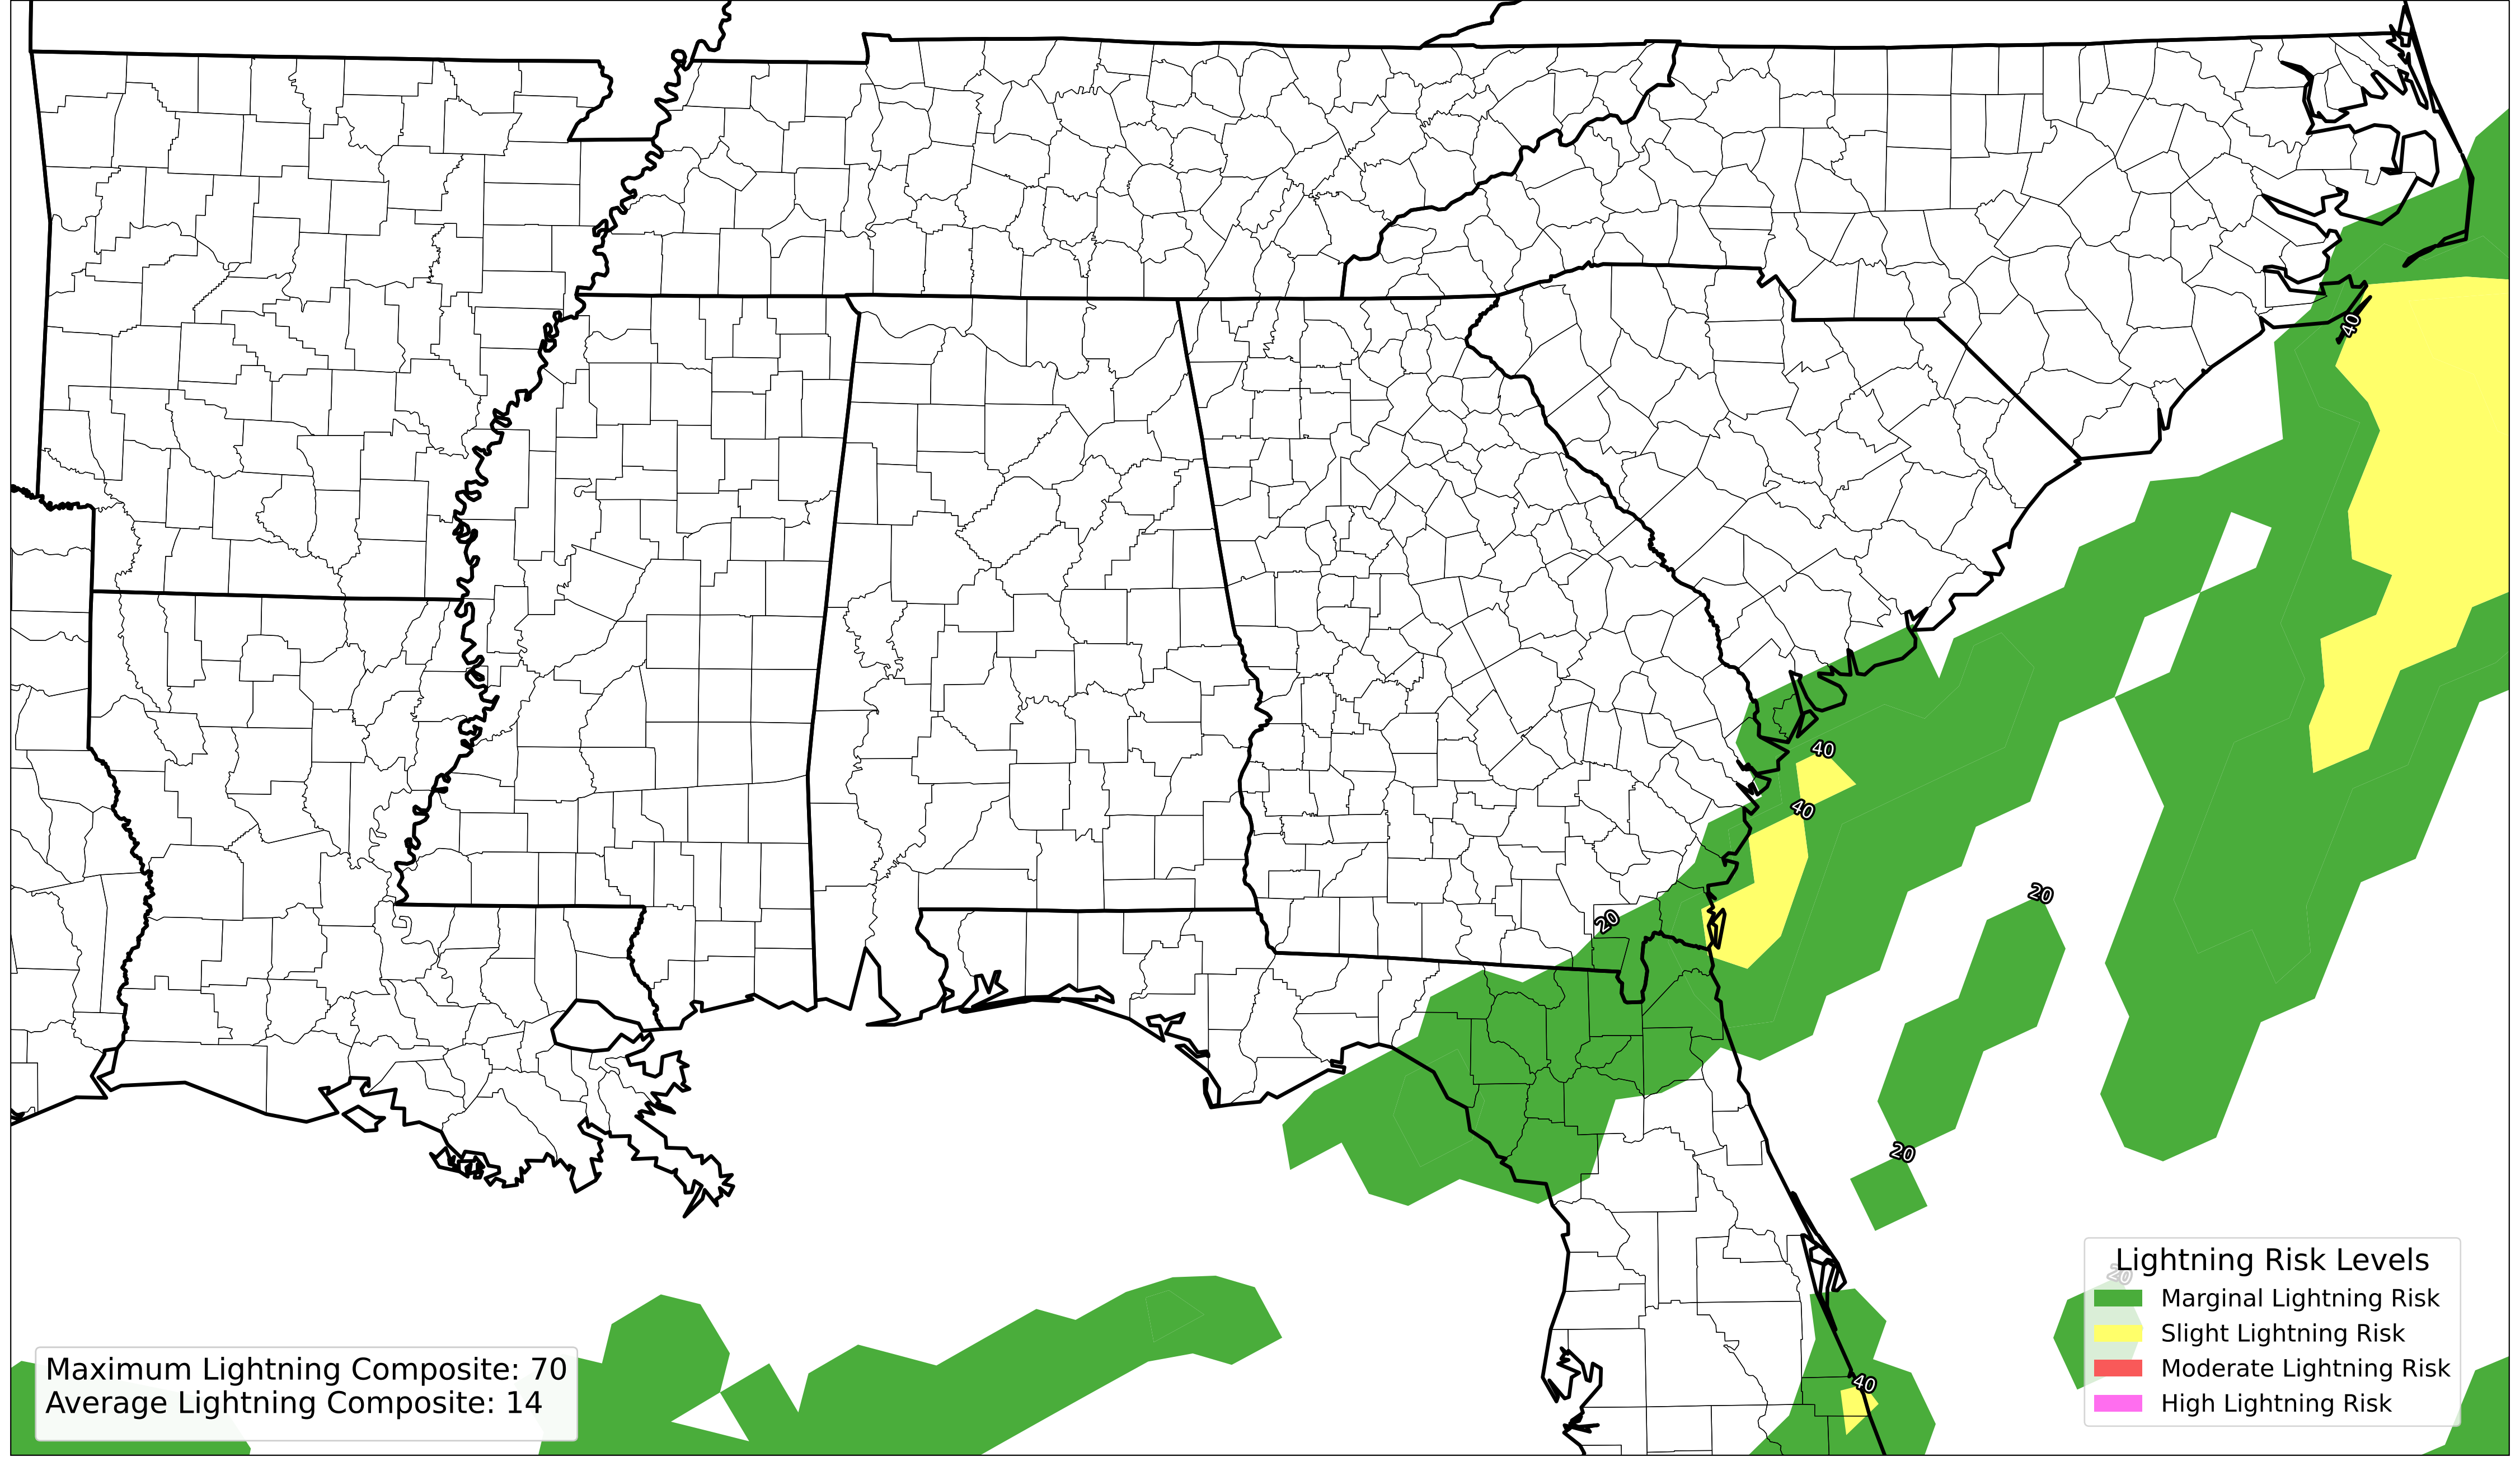 40
40
40
20
20
20
20
40
Lightning Risk Levels
Marginal Lightning Risk
Slight Lightning Risk
Moderate Lightning Risk
High Lightning Risk
Maximum Lightning Composite: 70
Average Lightning Composite: 14